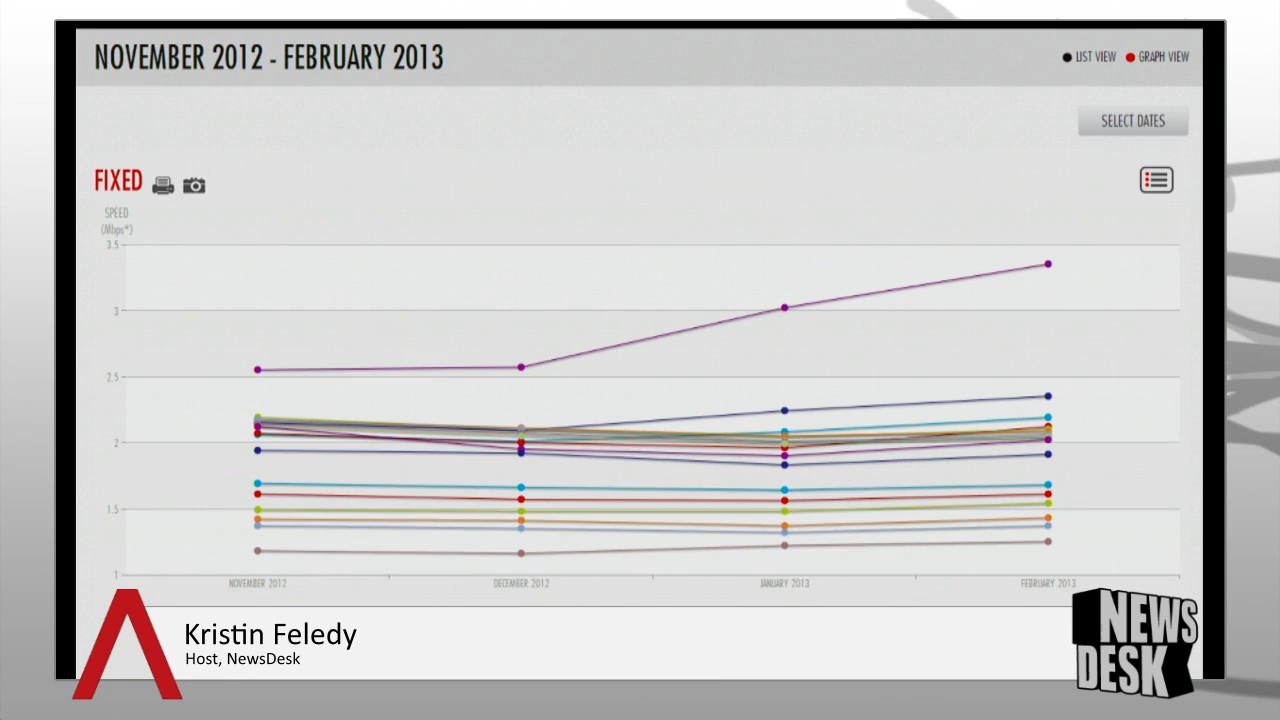 NOVEMBER 2012 - FEBRUARY 2013
LIST VIEW GRAPH VIEW
SELECT DATES
FIXED
SPEED
(Mbps*)
3.5
3
2.5
2
1.5
1
NOVEMBER 2012 DECEMBER 2012 JANUARY 2013 FEBRUARY 2013
Kristin Feledy
Host, NewsDesk
NEWS
DESK